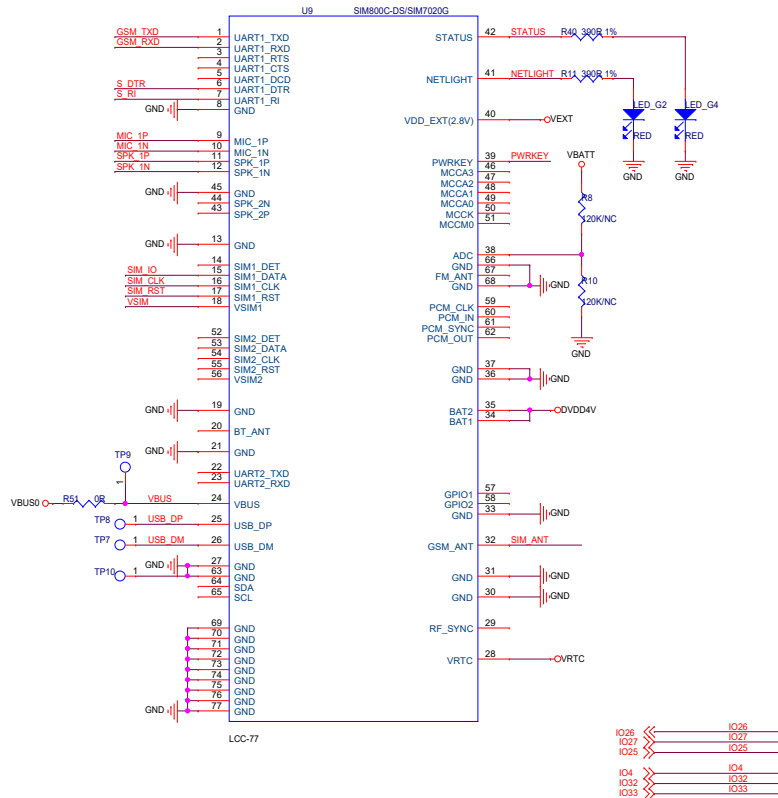 U9 SIM800C-DS/SIM7020G
GSM_TXD 1 UART1_TXD
GSM_RXD 2 UART1_RXD
3 UART1_RTS
4 UART1_CTS
5 UART1_DCD
S_DTR 6 UART1_DTR
S_RI 7 UART1_RI
GND 8 GND
MIC_1P 9 MIC_1P
MIC_1N 10 MIC_1N
SPK_1P 11 SPK_1P
SPK_1N 12 SPK_1N
GND 45 GND
44 SPK_2N
43 SPK_2P
GND 13 GND
14 SIM1_DET
SIM_IO 15 SIM1_DATA
SIM_CLK 16 SIM1_CLK
SIM_RST 17 SIM1_RST
VSIM 18 VSIM1
52 SIM2_DET
53 SIM2_DATA
54 SIM2_CLK
55 SIM2_RST
56 VSIM2
GND 19 GND
20 BT_ANT
GND 21 GND
TP9
1
22 UART2_TXD
23 UART2_RXD
VBUS0 R51 0R VBUS 24 VBUS
TP8 1 USB_DP 25 USB_DP
TP7 1 USB_DM 26 USB_DM
GND 27 GND
TP10 1 63 GND
64 SDA
65 SCL
69 GND
70 GND
71 GND
72 GND
73 GND
74 GND
75 GND
76 GND
GND 77 GND
LCC-77
STATUS 42 STATUS R40 390R 1%
NETLIGHT 41 NETLIGHT R11 390R 1%
LED_G2 LED_G4
RED RED
GND GND
VDD_EXT(2.8V) 40 VEXT
PWRKEY 39 PWRKEY
VBATT
MCCA3 46
MCCA2 47
MCCA1 48
MCCA0 49
MCCK 50
MCCM0 51
R8
120K/NC
ADC 38
GND 66
FM_ANT 67
GND 68 GND
R10
120K/NC
GND
PCM_CLK 59
PCM_IN 60
PCM_SYNC 61
PCM_OUT 62
GND 37
GND 36 GND
BAT2 35 DVDD4V
BAT1 34
GPIO1 57
GPIO2 58
GND 33 GND
GSM_ANT 32 SIM_ANT
GND 31 GND
GND 30 GND
RF_SYNC 29
VRTC 28 VRTC
IO26 IO26
IO27 IO27
IO25 IO25
IO4 IO4
IO32 IO32
IO33 IO33